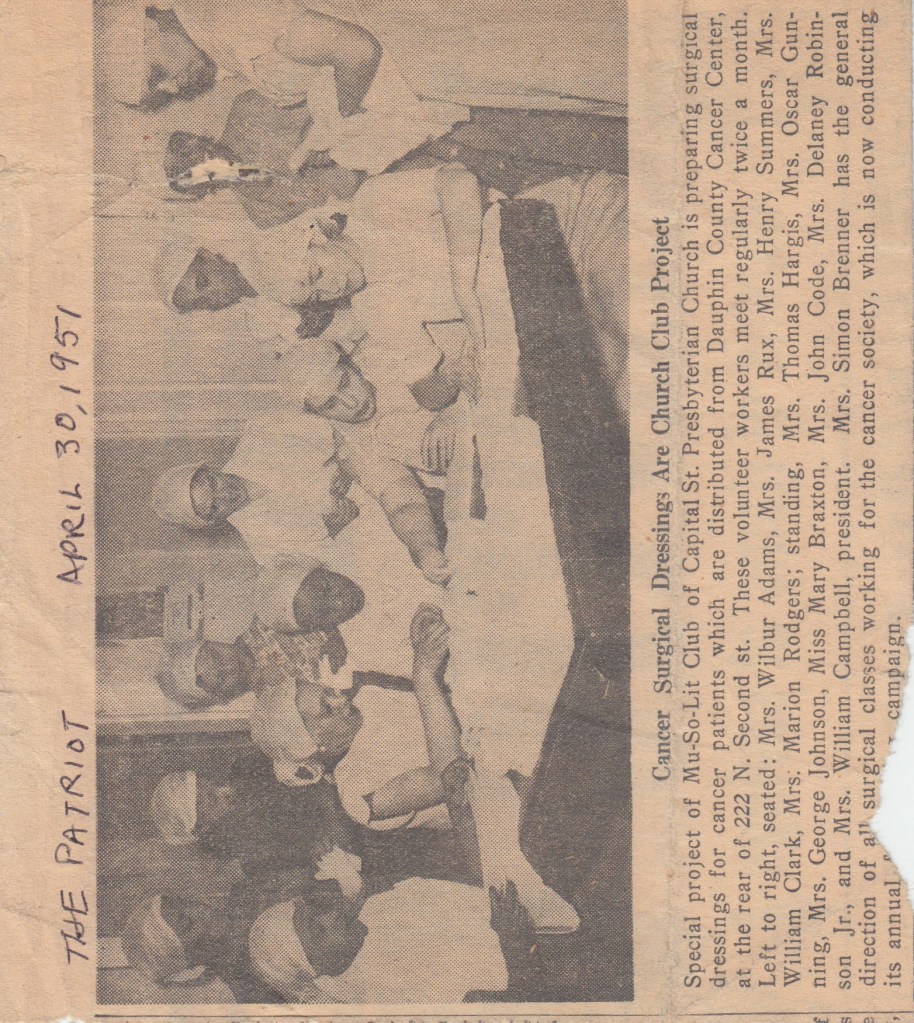 THE PATRIOT APRIL 30, 1951
Cancer Surgical Dressings Are Church Club Project
Special project of Mu-So-Lit Club of Capital St. Presbyterian Church is preparing surgical
dressings for cancer patients which are distributed from Dauphin County Cancer Center,
at the rear of 222 N. Second st. These volunteer workers meet regularly twice a month.
Left to right, seated: Mrs. Wilbur Adams, Mrs. James Rux, Mrs. Henry Summers, Mrs.
William Clark, Mrs. Marion Rodgers; standing, Mrs. Thomas Hargis, Mrs. Oscar Gun-
ning, Mrs. George Johnson, Miss Mary Braxton, Mrs. John Code, Mrs. Delaney Robin-
son Jr., and Mrs. William Campbell, president. Mrs. Simon Brenner has the general
direction of all surgical classes working for the cancer society, which is now conducting
its annual campaign.